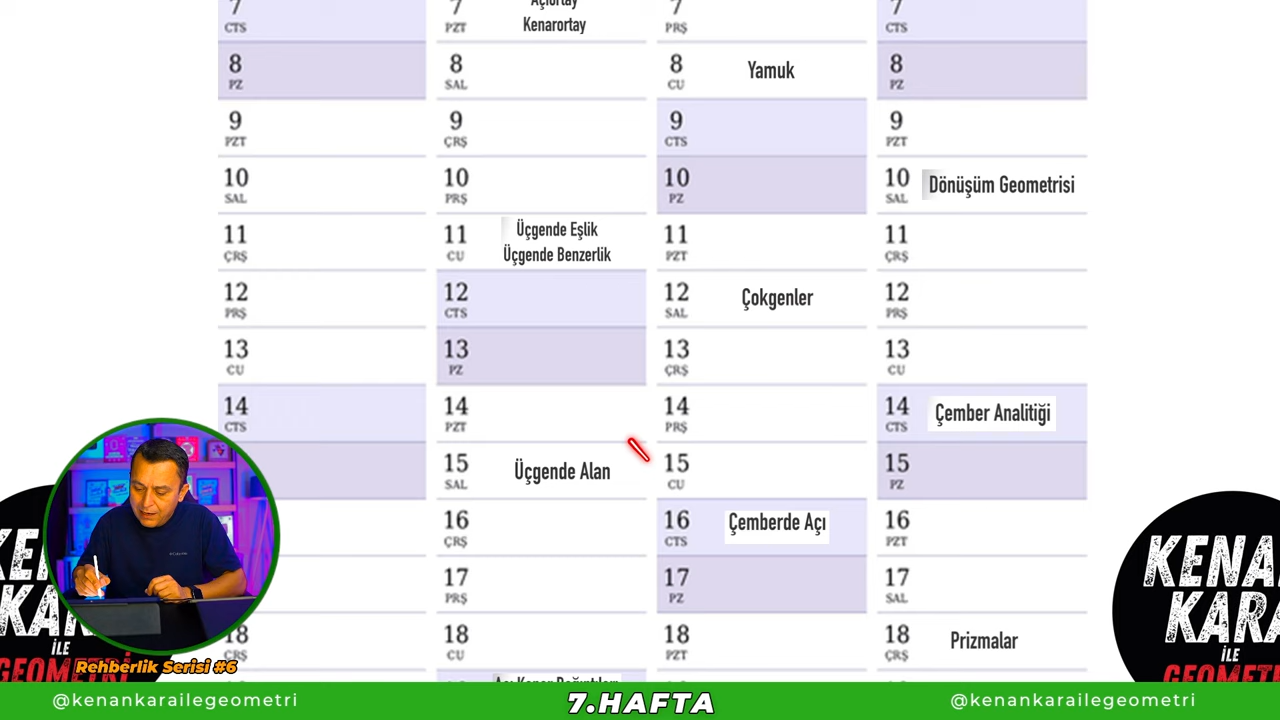 7 CTS
8 PZ
9 PZT
10 SAL
11 ÇRŞ
12 PRŞ
13 CU
14 CTS
18 ÇRŞ
7 PZT
Açıortay
Kenarortay
8 SAL
9 ÇRŞ
10 PRŞ
11 CU
Üçgende Eşlik
Üçgende Benzerlik
12 CTS
13 PZ
14 PZT
15 SAL Üçgende Alan
16 ÇRŞ
17 PRŞ
18 CU
Açı Kenar Bağıntıları
7 PRŞ
8 CU Yamuk
9 CTS
10 PZ
11 PZT
12 SAL Çokgenler
13 ÇRŞ
14 PRŞ
15 CU
16 CTS Çemberde Açı
17 PZ
18 PZT
7 CTS
8 PZ
9 PZT
10 SAL Dönüşüm Geometrisi
11 ÇRŞ
12 PRŞ
13 CU
14 CTS Çember Analitiği
15 PZ
16 PZT
17 SAL
18 ÇRŞ Prizmalar
Rehberlik Serisi #6
KENA
KARA
İLE
GEOMETRİ
@kenankarailegeometri
7.HAFTA
@kenankarailegeometri